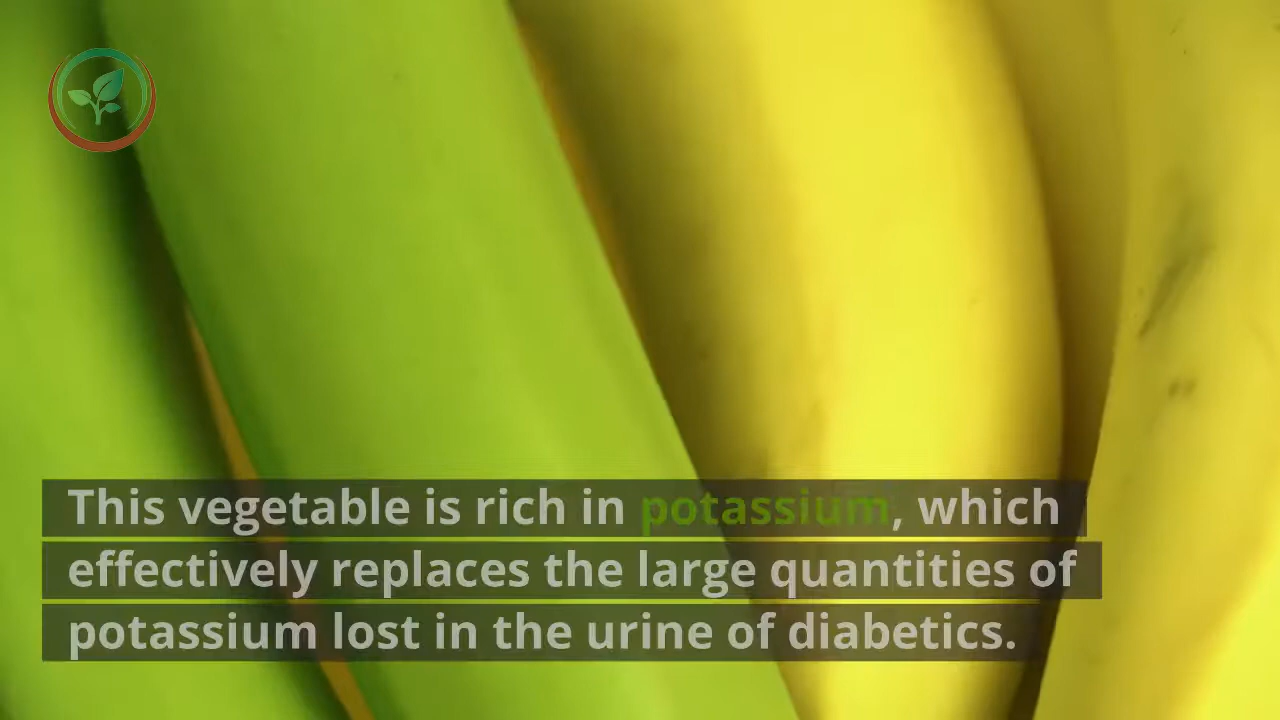 This vegetable is rich in potassium, which
effectively replaces the large quantities of
potassium lost in the urine of diabetics.